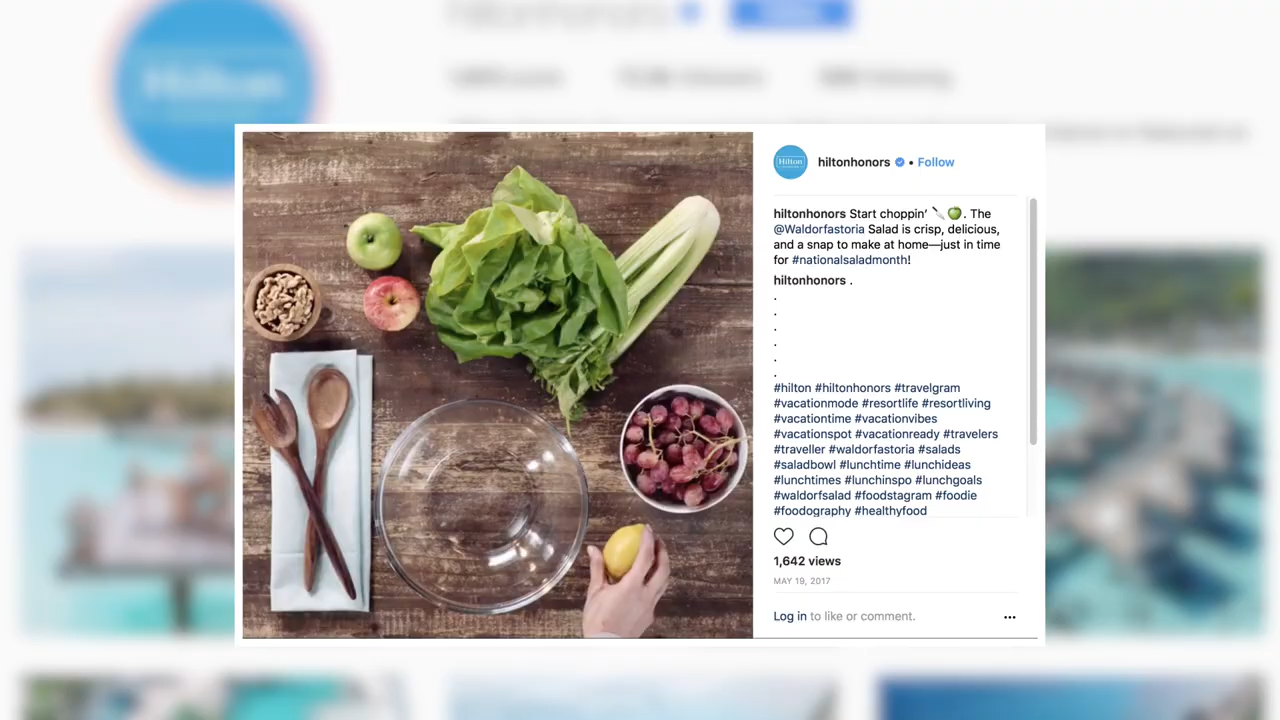 hiltonhonors
Hilton
hiltonhonors • Follow
hiltonhonors Start choppin' 🔪🍏. The
@Waldorfastoria Salad is crisp, delicious,
and a snap to make at home—just in time
for #nationalsaladmonth!
hiltonhonors .
.
.
.
.
.
.
#hilton #hiltonhonors #travelgram
#vacationmode #resortlife #resortliving
#vacationtime #vacationvibes
#vacationspot #vacationready #travelers
#traveller #waldorfastoria #salads
#saladbowl #lunchtime #lunchideas
#lunchtimes #lunchinspo #lunchgoals
#waldorfsalad #foodstagram #foodie
#foodography #healthyfood
1,642 views
MAY 19, 2017
Log in to like or comment.